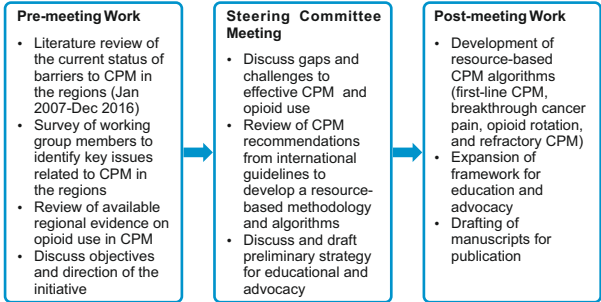 Pre-meeting Work
• Literature review of
the current status of
barriers to CPM in
the regions (Jan
2007-Dec 2016)
• Survey of working
group members to
identify key issues
related to CPM in
the regions
• Review of available
regional evidence on
opioid use in CPM
• Discuss objectives
and direction of the
initiative
Steering Committee
Meeting
• Discuss gaps and
challenges to
effective CPM and
opioid use
• Review of CPM
recommendations
from international
guidelines to
develop a resource-
based methodology
and algorithms
• Discuss and draft
preliminary strategy
for educational and
advocacy
Post-meeting Work
• Development of
resource-based
CPM algorithms
(first-line CPM,
breakthrough cancer
pain, opioid rotation,
and refractory CPM)
• Expansion of
framework for
education and
advocacy
• Drafting of
manuscripts for
publication